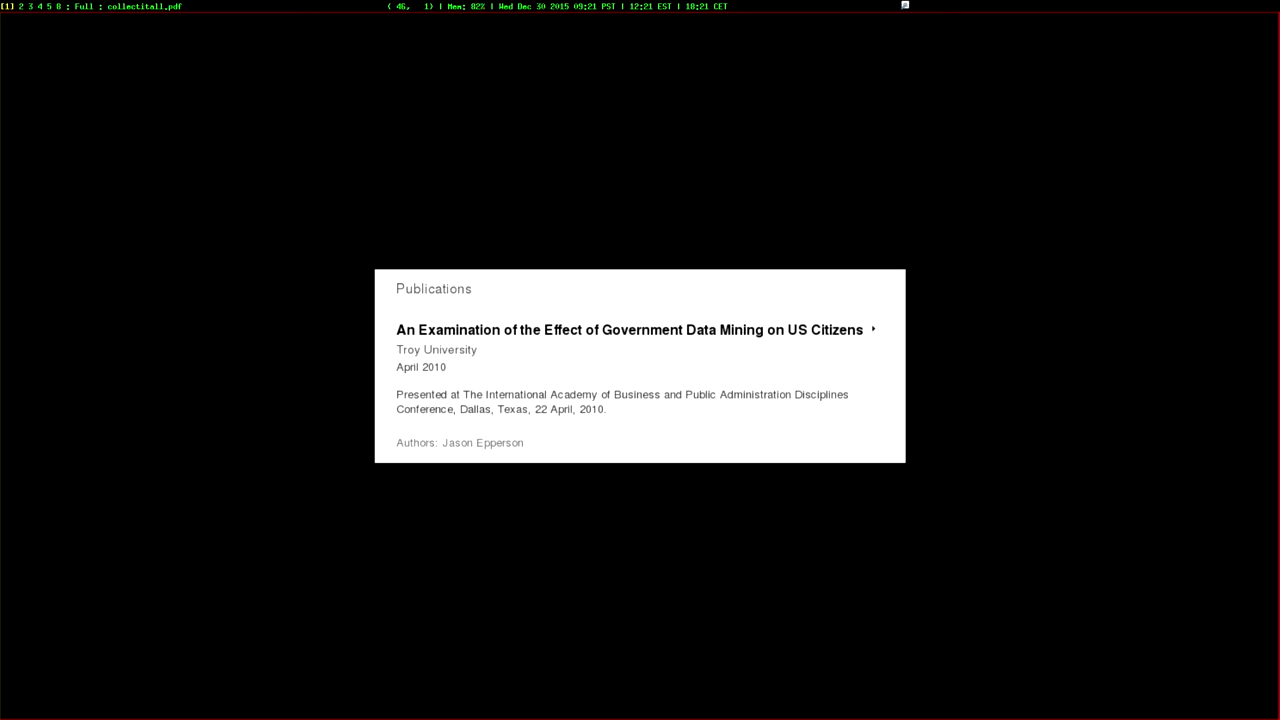 [1] 2 3 4 5 8 : Full : collectitall.pdf ( 46, 1) | Mem: 82% | Wed Dec 30 2015 09:21 PST | 12:21 EST | 18:21 CET
Publications
An Examination of the Effect of Government Data Mining on US Citizens
Troy University
April 2010
Presented at The International Academy of Business and Public Administration Disciplines
Conference, Dallas, Texas, 22 April, 2010.
Authors: Jason Epperson